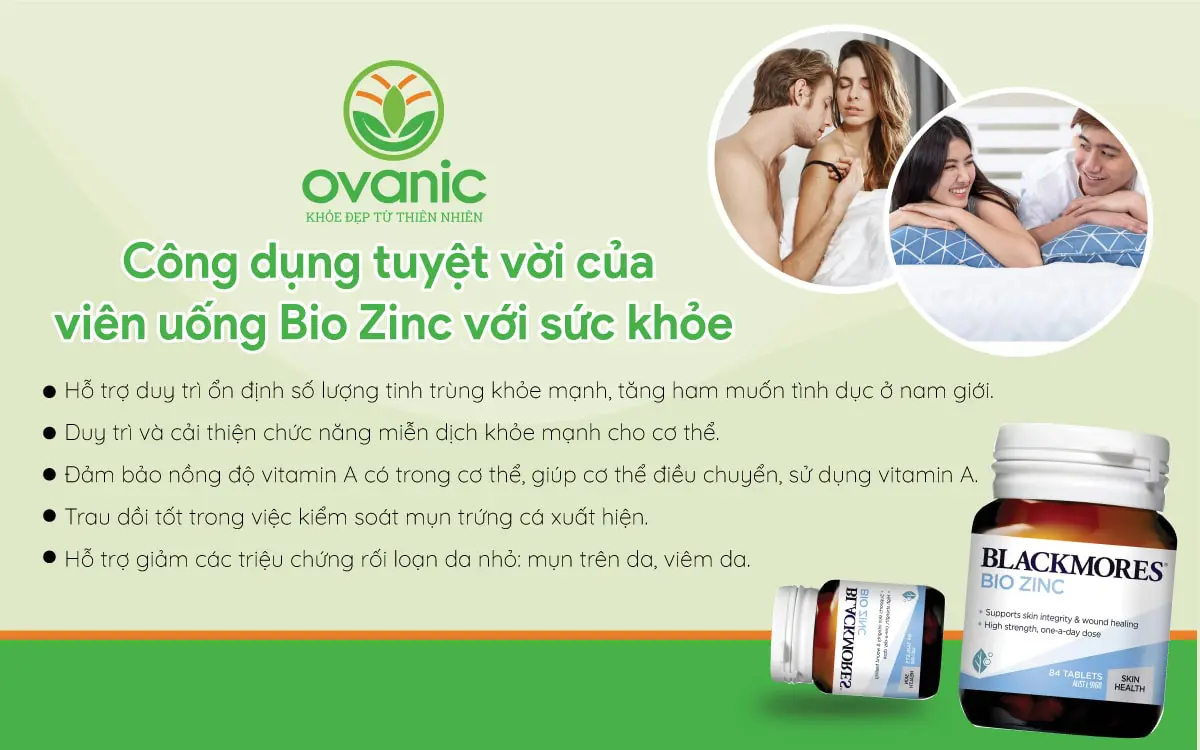 ovanic
KHỎE ĐẸP TỪ THIÊN NHIÊN
Công dụng tuyệt vời của
viên uống Bio Zinc với sức khỏe
Hỗ trợ duy trì ổn định số lượng tinh trùng khỏe mạnh, tăng ham muốn tình dục ở nam giới.
Duy trì và cải thiện chức năng miễn dịch khỏe mạnh cho cơ thể.
Đảm bảo nồng độ vitamin A có trong cơ thể, giúp cơ thể điều chuyển, sử dụng vitamin A.
Trau dồi tốt trong việc kiểm soát mụn trứng cá xuất hiện.
Hỗ trợ giảm các triệu chứng rối loạn da nhỏ: mụn trên da, viêm da.
BLACKMORES®
BIO ZINC
+ Supports skin integrity & wound healing
+ High strength, one-a-day dose
84 TABLETS
SKIN
HEALTH
BLACKMORES
BIO ZINC